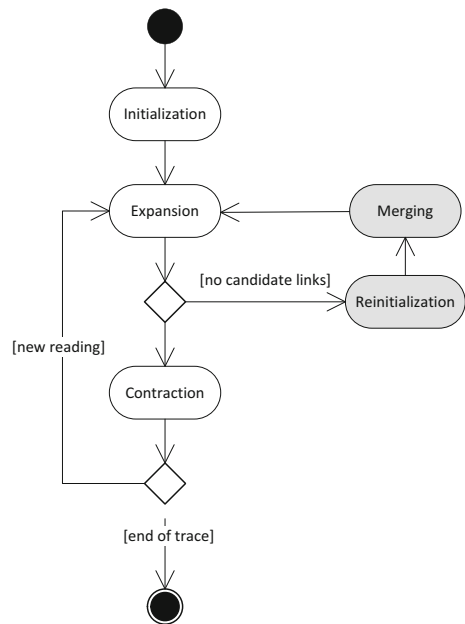 Initialization
Expansion
Merging
[no candidate links]
Reinitialization
[new reading]
Contraction
[end of trace]